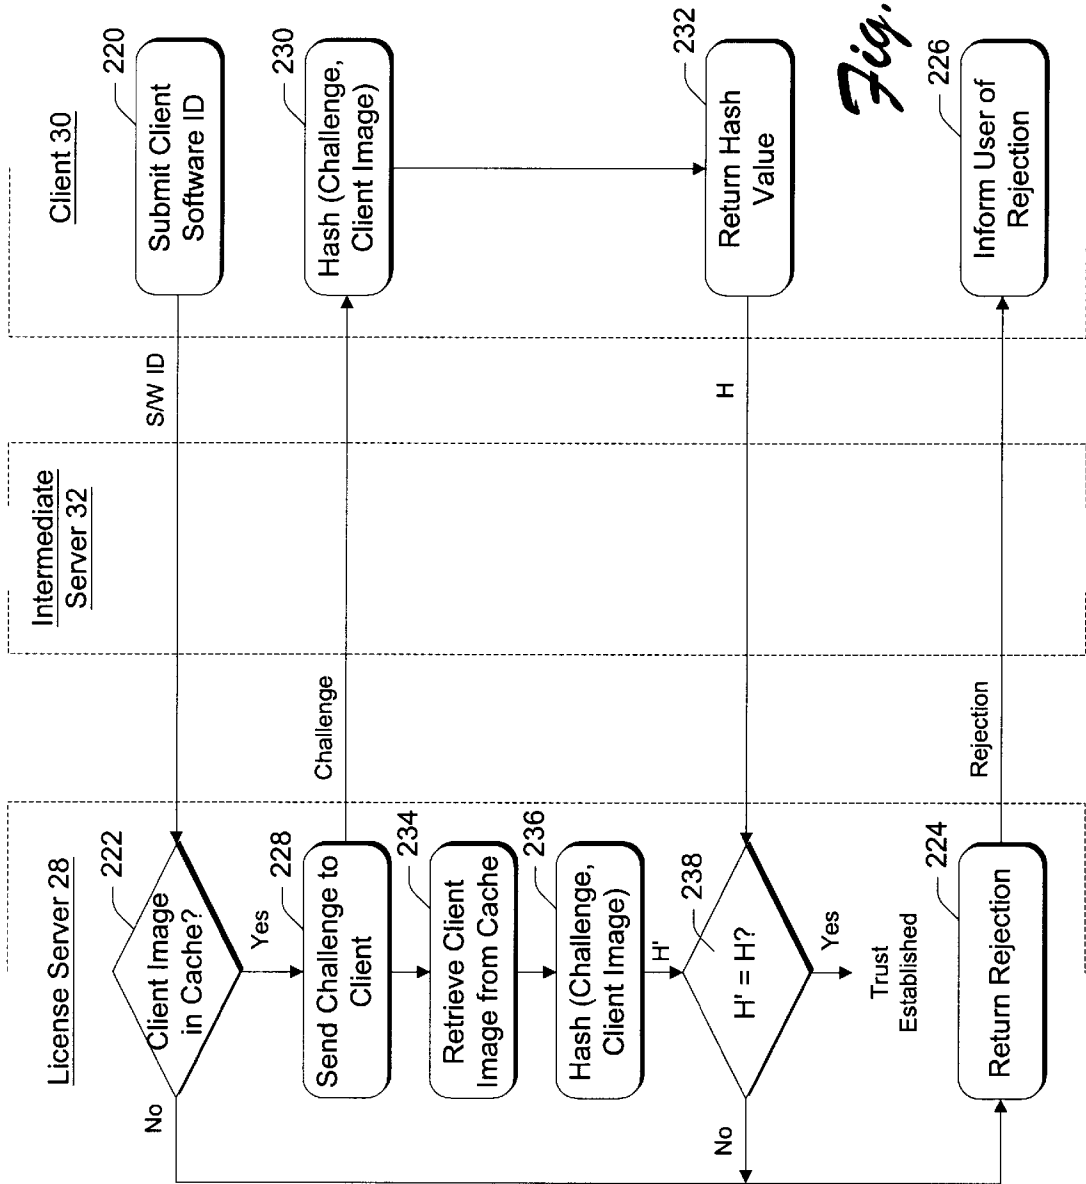 License Server 28
Intermediate
Server 32
Client 30
222
Client Image
in Cache?
No
Yes
S/W ID
220
Submit Client
Software ID
228
Send Challenge to
Client
Challenge
230
Hash (Challenge,
Client Image)
234
Retrieve Client
Image from Cache
236
Hash (Challenge,
Client Image)
H'
238
H' = H?
No
Yes
H
232
Return Hash
Value
Trust
Established
224
Return Rejection
Rejection
226
Inform User of
Rejection
Fig.